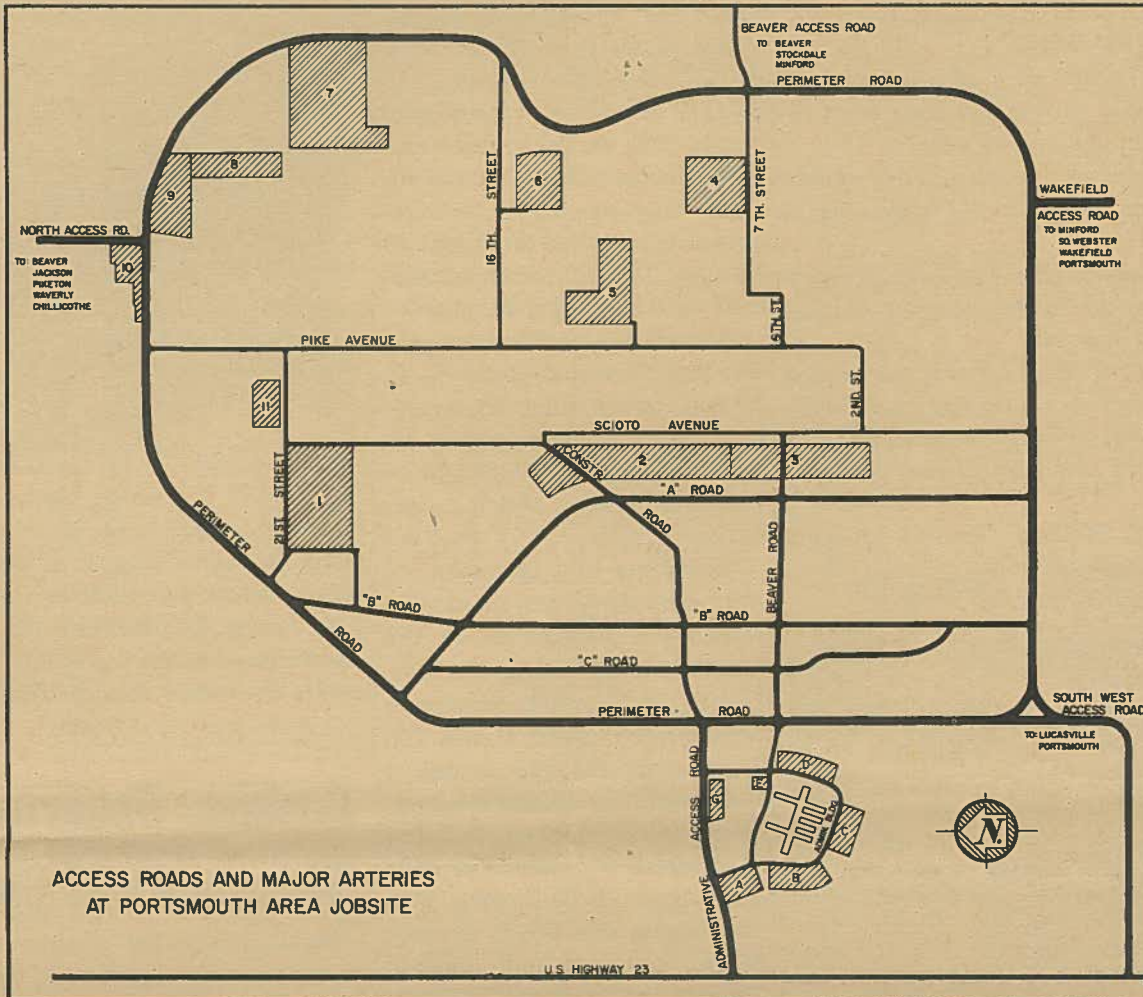 BEAVER ACCESS ROAD
TO BEAVER
STOCKDALE
MINFORD
PERIMETER ROAD
7
8
9
STREET
16 TH.
6
4
7 TH. STREET
WAKEFIELD
ACCESS ROAD
TO: MINFORD
SO. WEBSTER
WAKEFIELD
PORTSMOUTH
NORTH ACCESS RD.
TO: BEAVER
JACKSON
PIKETON
WAVERLY
CHILLICOTHE
10
5
6 TH ST.
PIKE AVENUE
11
2ND ST.
SCIOTO AVENUE
21 ST. STREET
1
CONSTR.
ROAD
2
3
"A" ROAD
BEAVER ROAD
PERIMETER
ROAD
"B" ROAD
"B" ROAD
"C" ROAD
PERIMETER ROAD
SOUTH WEST
ACCESS ROAD
TO: LUCASVILLE
PORTSMOUTH
ACCESS ROAD
D
ADMIN. BLDG
C
A
B
N.
ACCESS ROADS AND MAJOR ARTERIES
AT PORTSMOUTH AREA JOBSITE
ADMINISTRATIVE
U.S. HIGHWAY 23